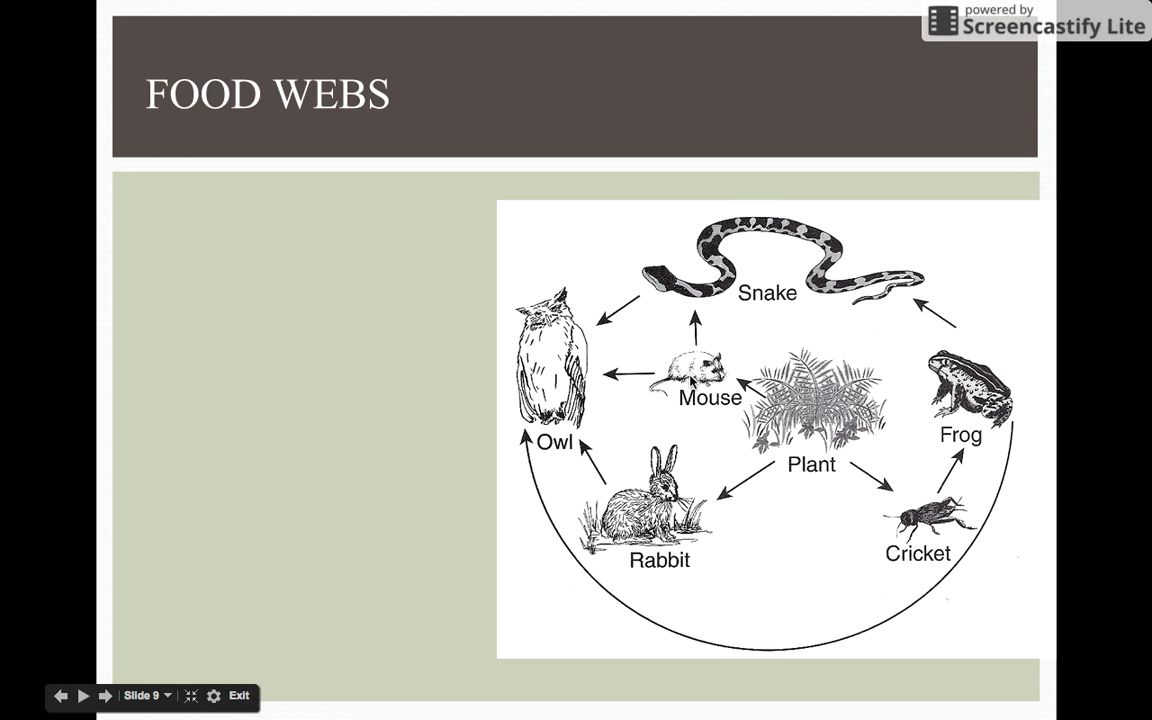 powered by
Screencastify Lite
FOOD WEBS
Snake
Mouse
Owl
Plant
Frog
Rabbit
Cricket
Slide 9
Exit